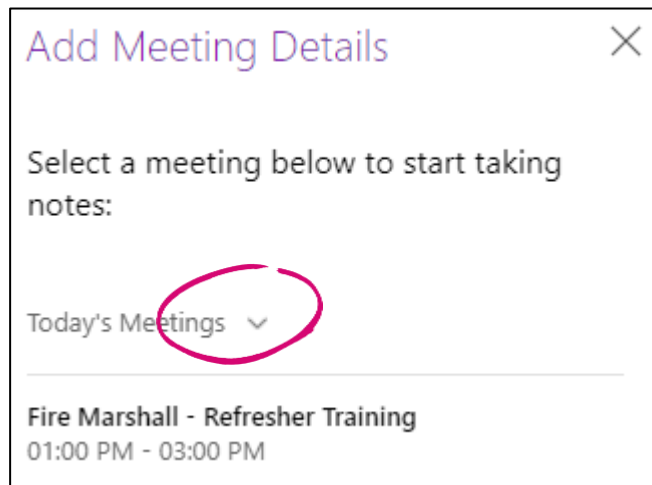 Add Meeting Details
Select a meeting below to start taking
notes:
Today's Meetings
Fire Marshall - Refresher Training
01:00 PM - 03:00 PM